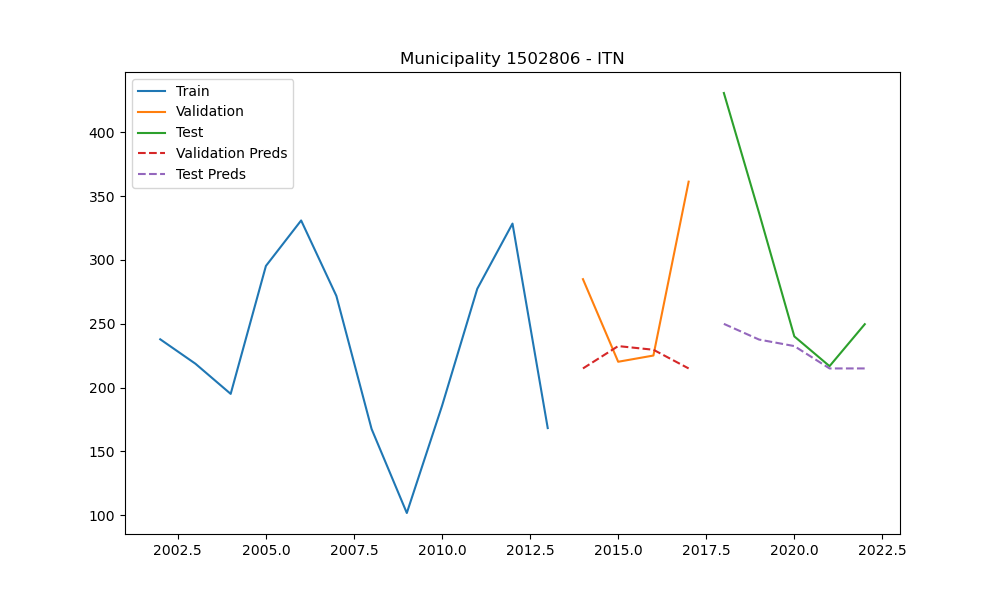 Municipality 1502806 - ITN
Train
Validation
Test
Validation Preds
Test Preds
400
350
300
250
200
150
100
2002.5 2005.0 2007.5 2010.0 2012.5 2015.0 2017.5 2020.0 2022.5